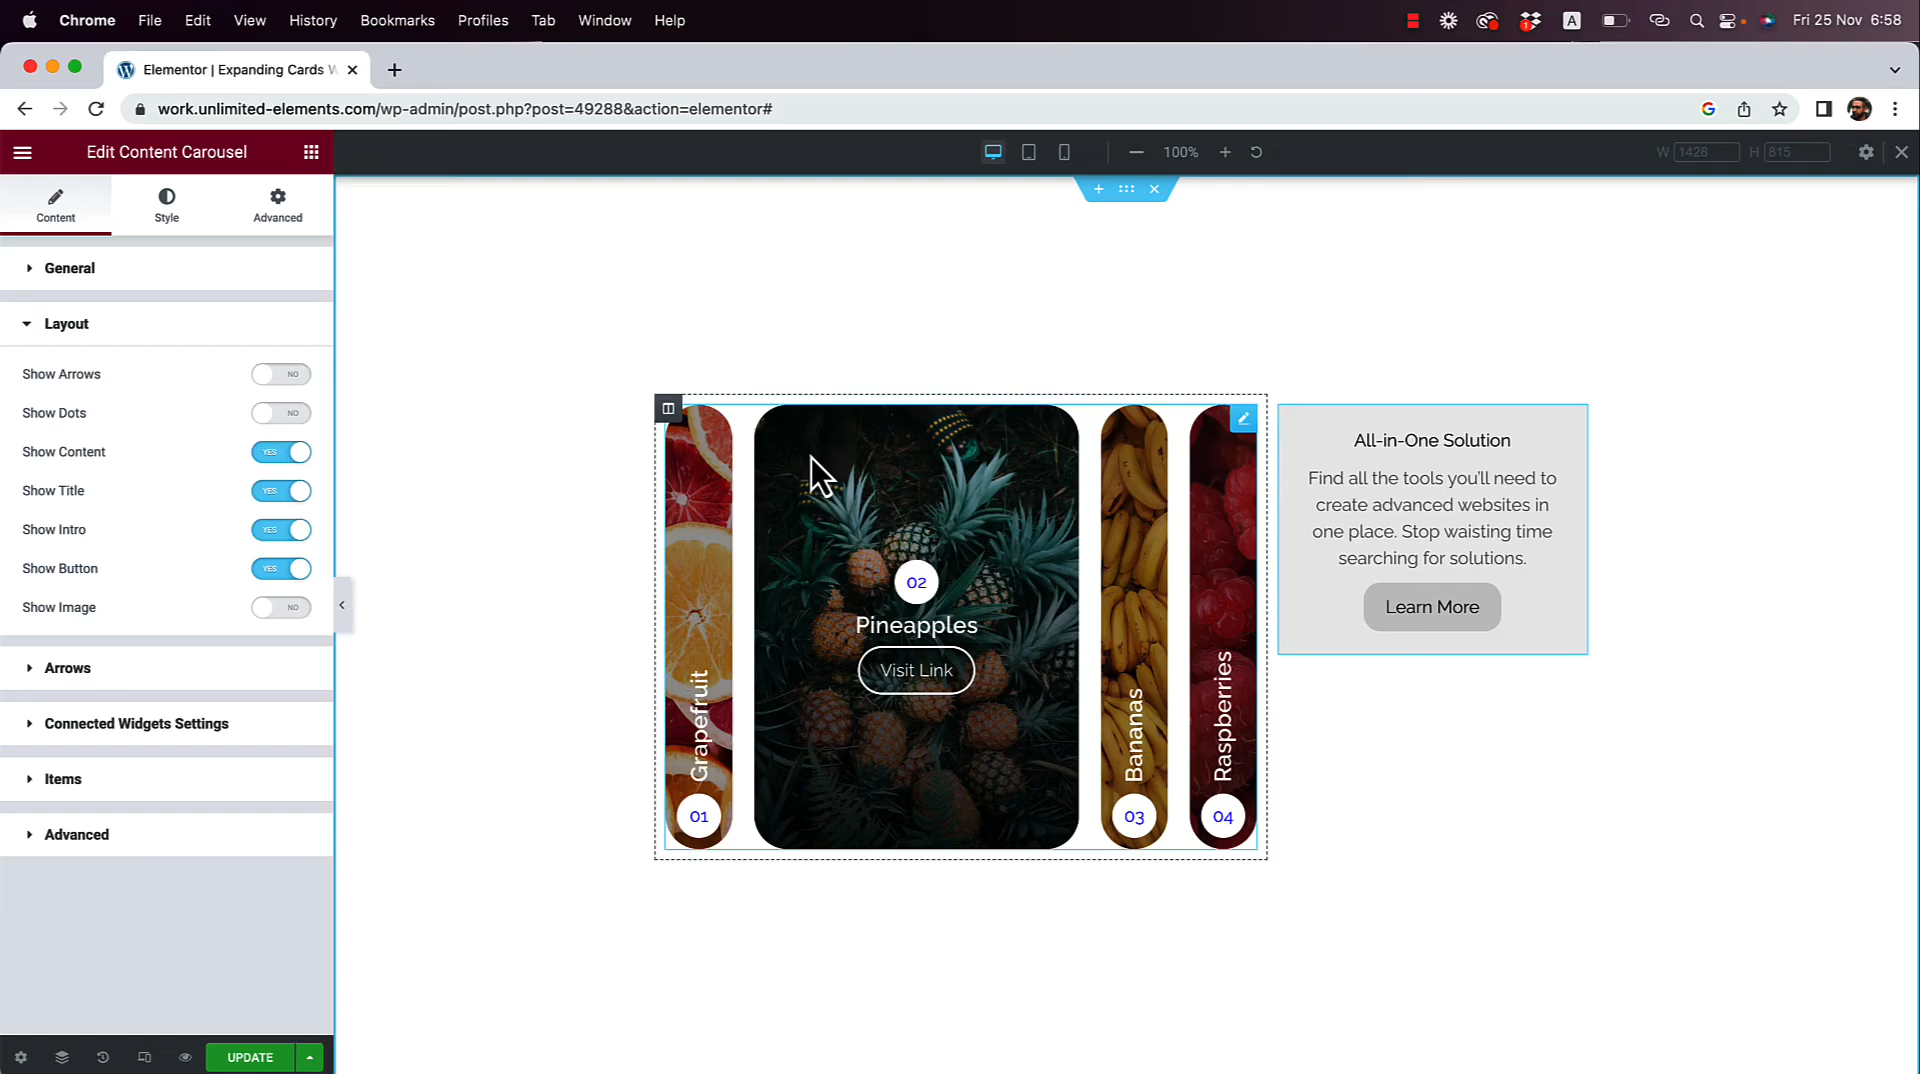 Chrome File Edit View History Bookmarks Profiles Tab Window Help
1 A Fri 25 Nov 6:58
Elementor | Expanding Cards W
work.unlimited-elements.com/wp-admin/post.php?post=49288&action=elementor#
Edit Content Carousel
100%
W 1428 H 815
Content Style Advanced
General
Layout
Show Arrows NO
Show Dots NO
Show Content YES
Show Title YES
Show Intro YES
Show Button YES
Show Image NO
Arrows
Connected Widgets Settings
Items
Advanced
UPDATE
Grapefruit
01
02
Pineapples
Visit Link
Bananas
03
Raspberries
04
All-in-One Solution
Find all the tools you'll need to
create advanced websites in
one place. Stop waisting time
searching for solutions.
Learn More